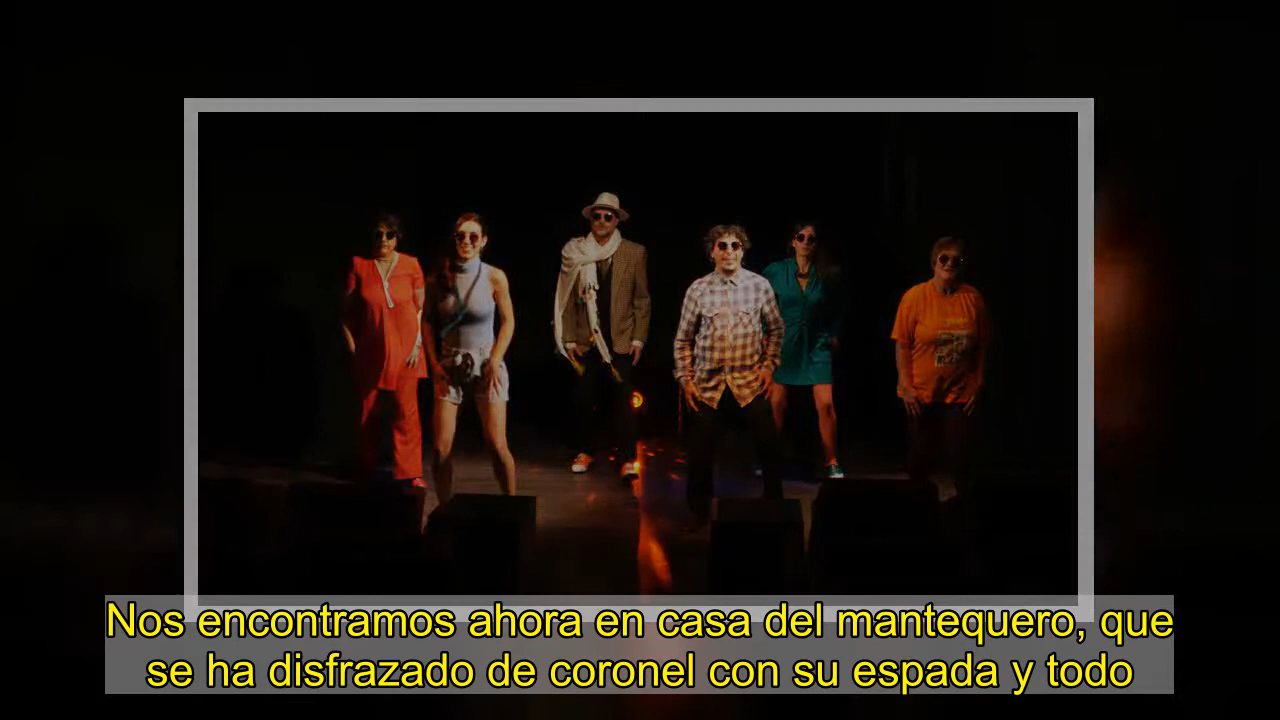 Nos encontramos ahora en casa del mantequero, que
se ha disfrazado de coronel con su espada y todo